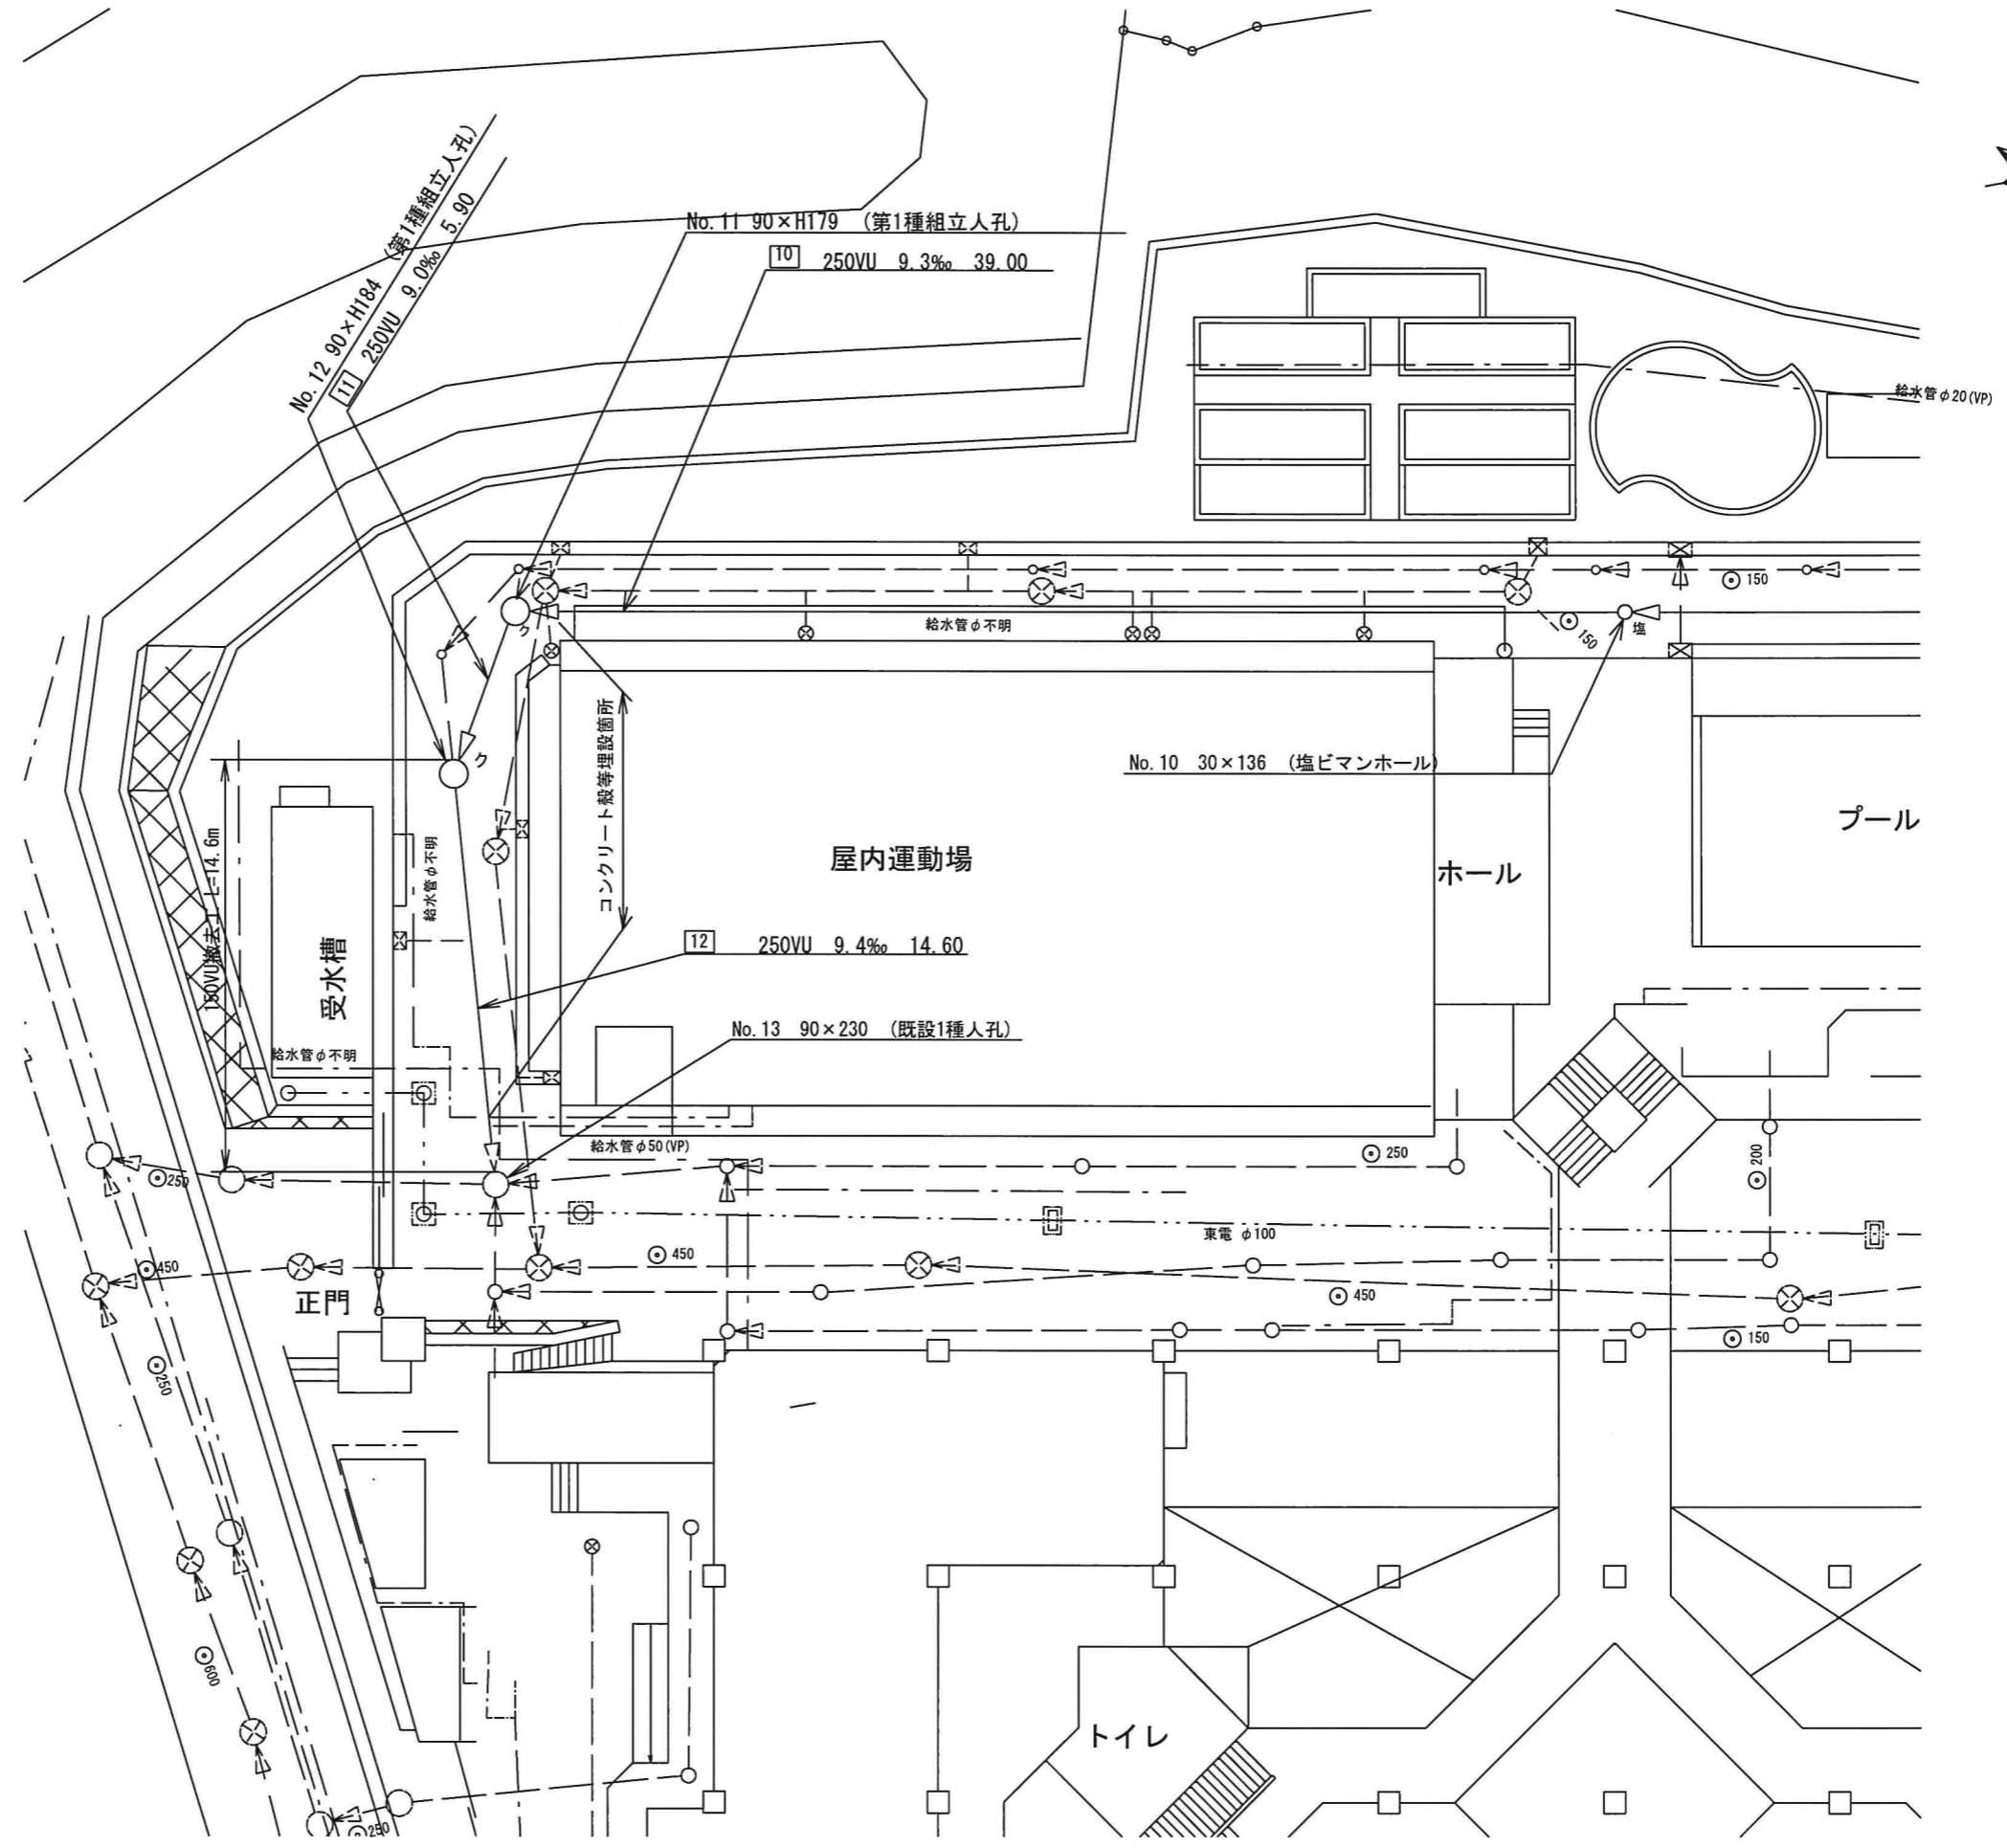 No.12 90×H184 (第1種組立人孔)
11 250VU 9.0‰ 5.90
No.11 90×H179 (第1種組立人孔)
10 250VU 9.3‰ 39.00
給水管φ20(VP)
150
給水管φ不明
150
塩
ク
ク
コンクリート殻等埋設箇所
No.10 30×136 (塩ビマンホール)
プール
屋内運動場
ホール
150VU撤去工 L=14.6m
給水管φ不明
受水槽
12 250VU 9.4‰ 14.60
No.13 90×230 (既設1種人孔)
給水管φ不明
給水管φ50(VP)
250
200
250
東電 φ100
450
450
正門
450
150
250
600
トイレ
250